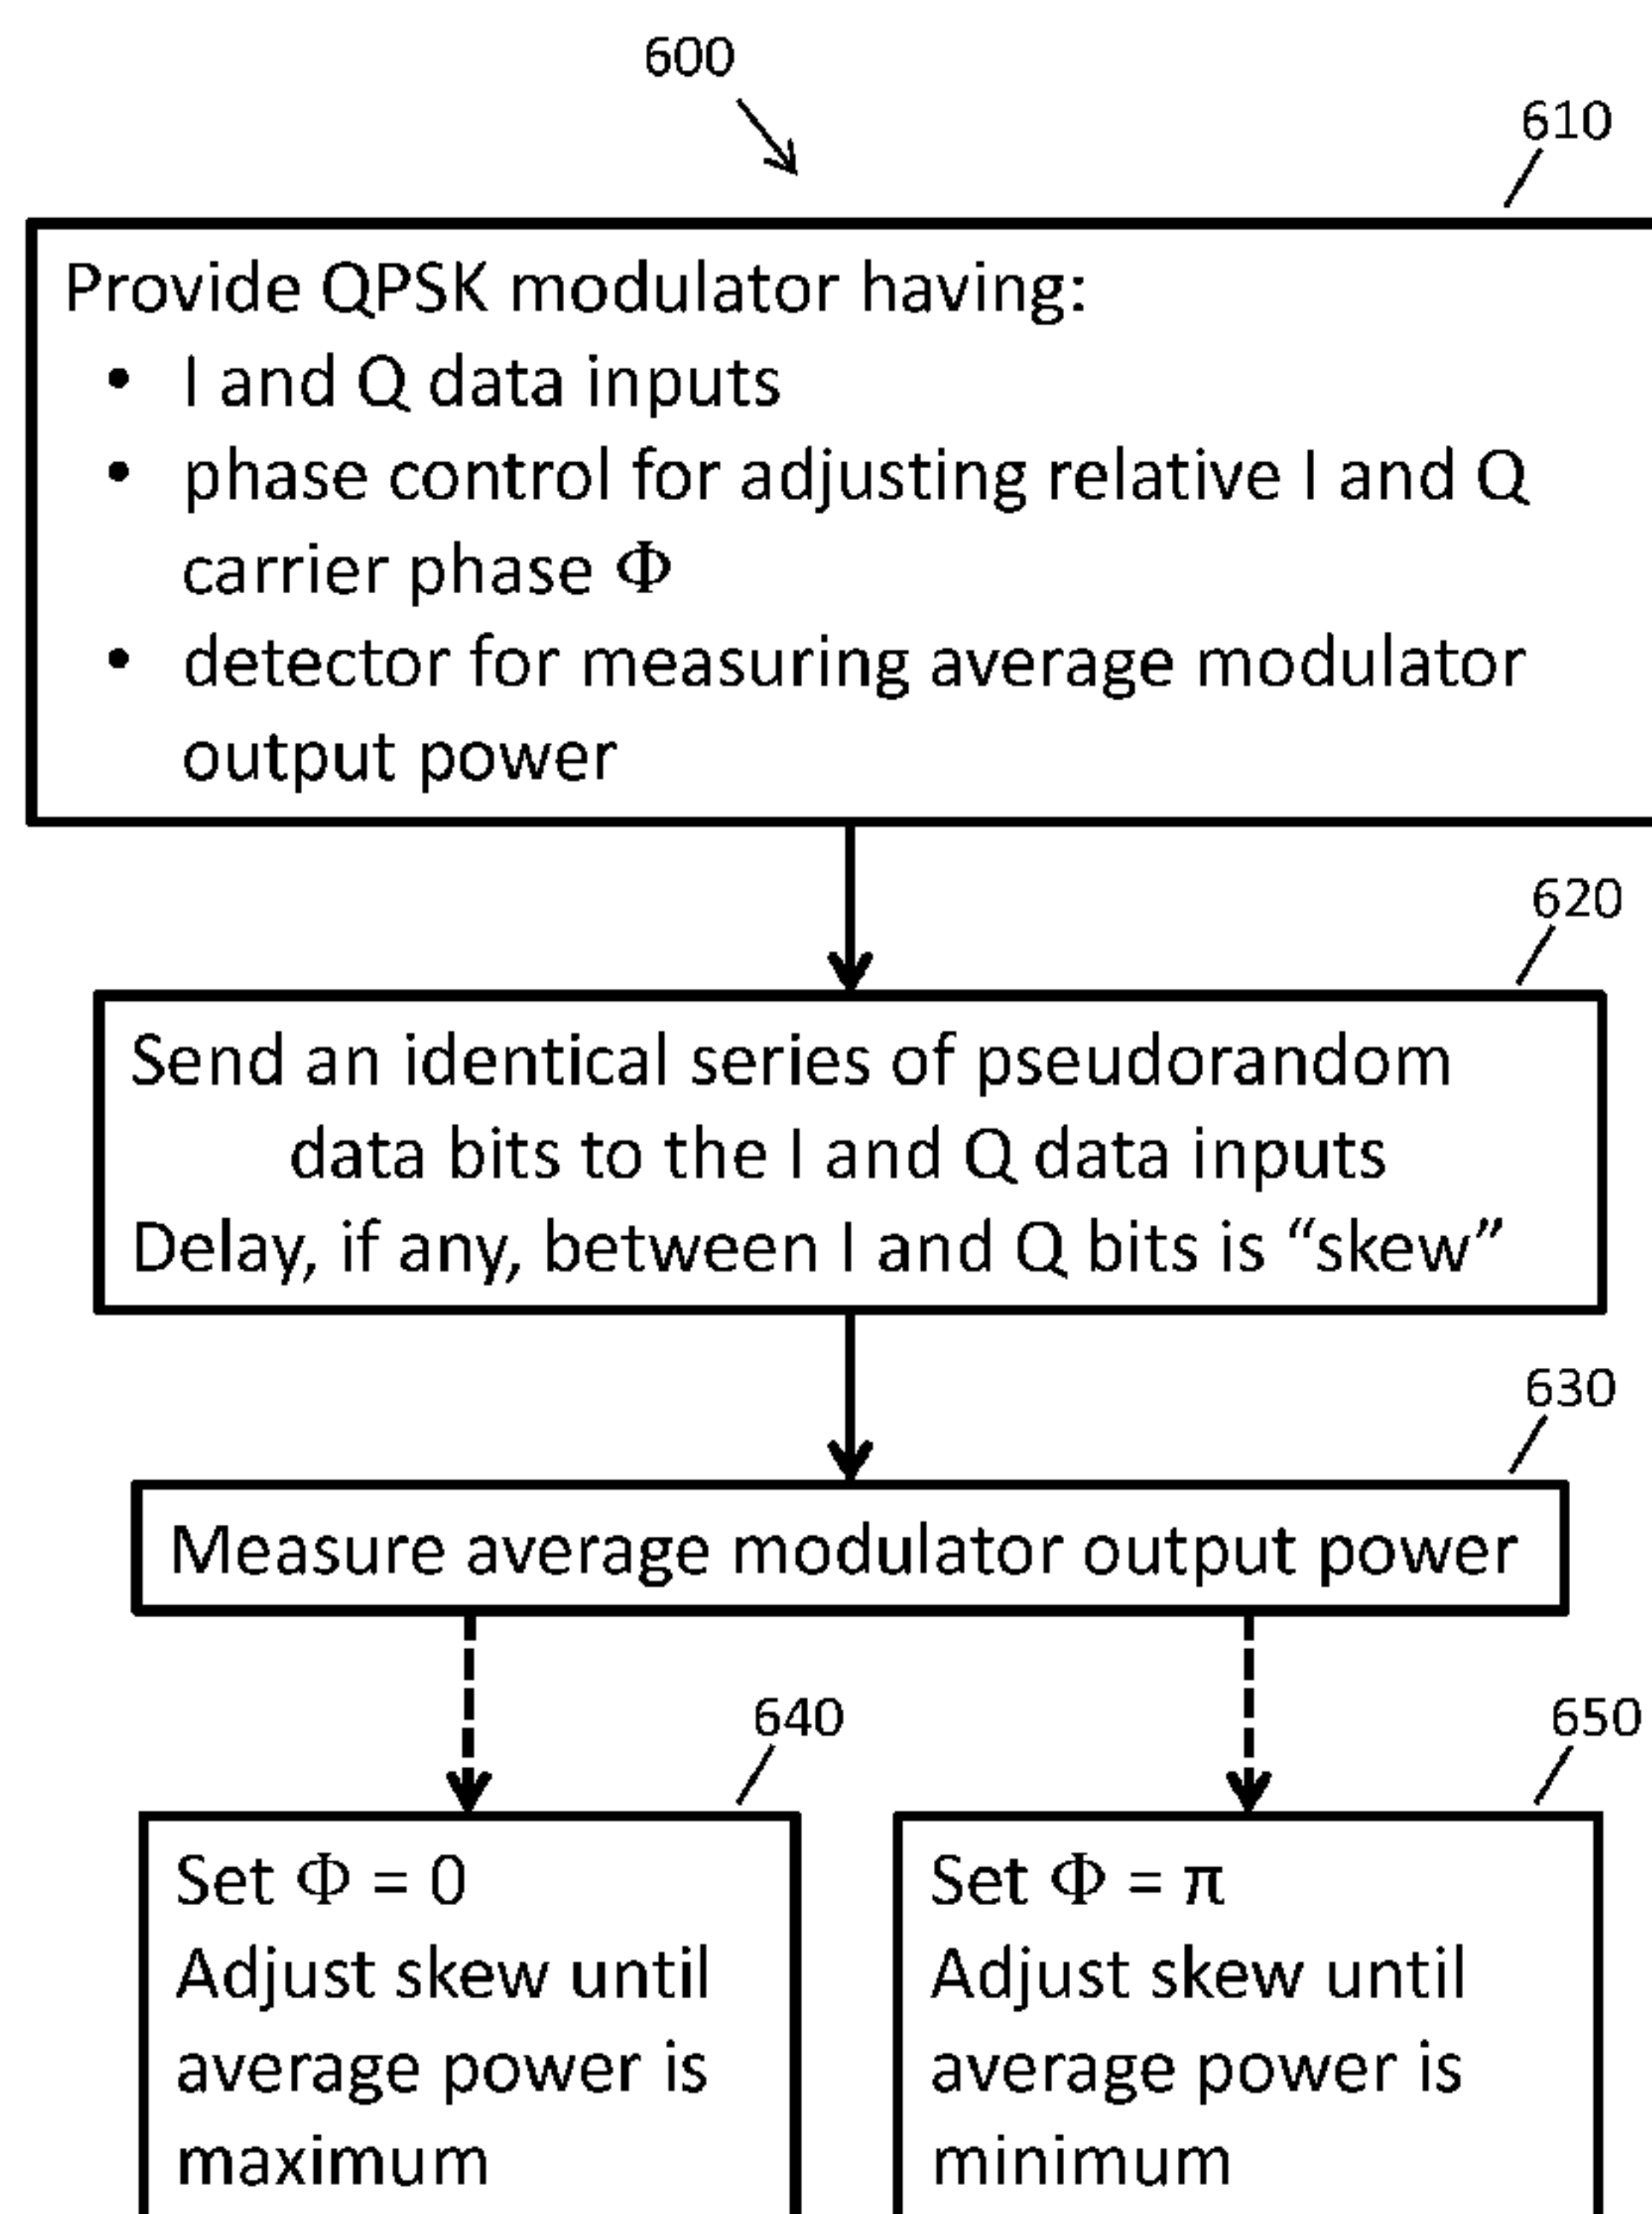 600
610
Provide QPSK modulator having:
• I and Q data inputs
• phase control for adjusting relative I and Q
carrier phase Φ
• detector for measuring average modulator
output power
620
Send an identical series of pseudorandom
data bits to the I and Q data inputs
Delay, if any, between I and Q bits is “skew”
630
Measure average modulator output power
640
Set Φ = 0
Adjust skew until
average power is
maximum
650
Set Φ = π
Adjust skew until
average power is
minimum